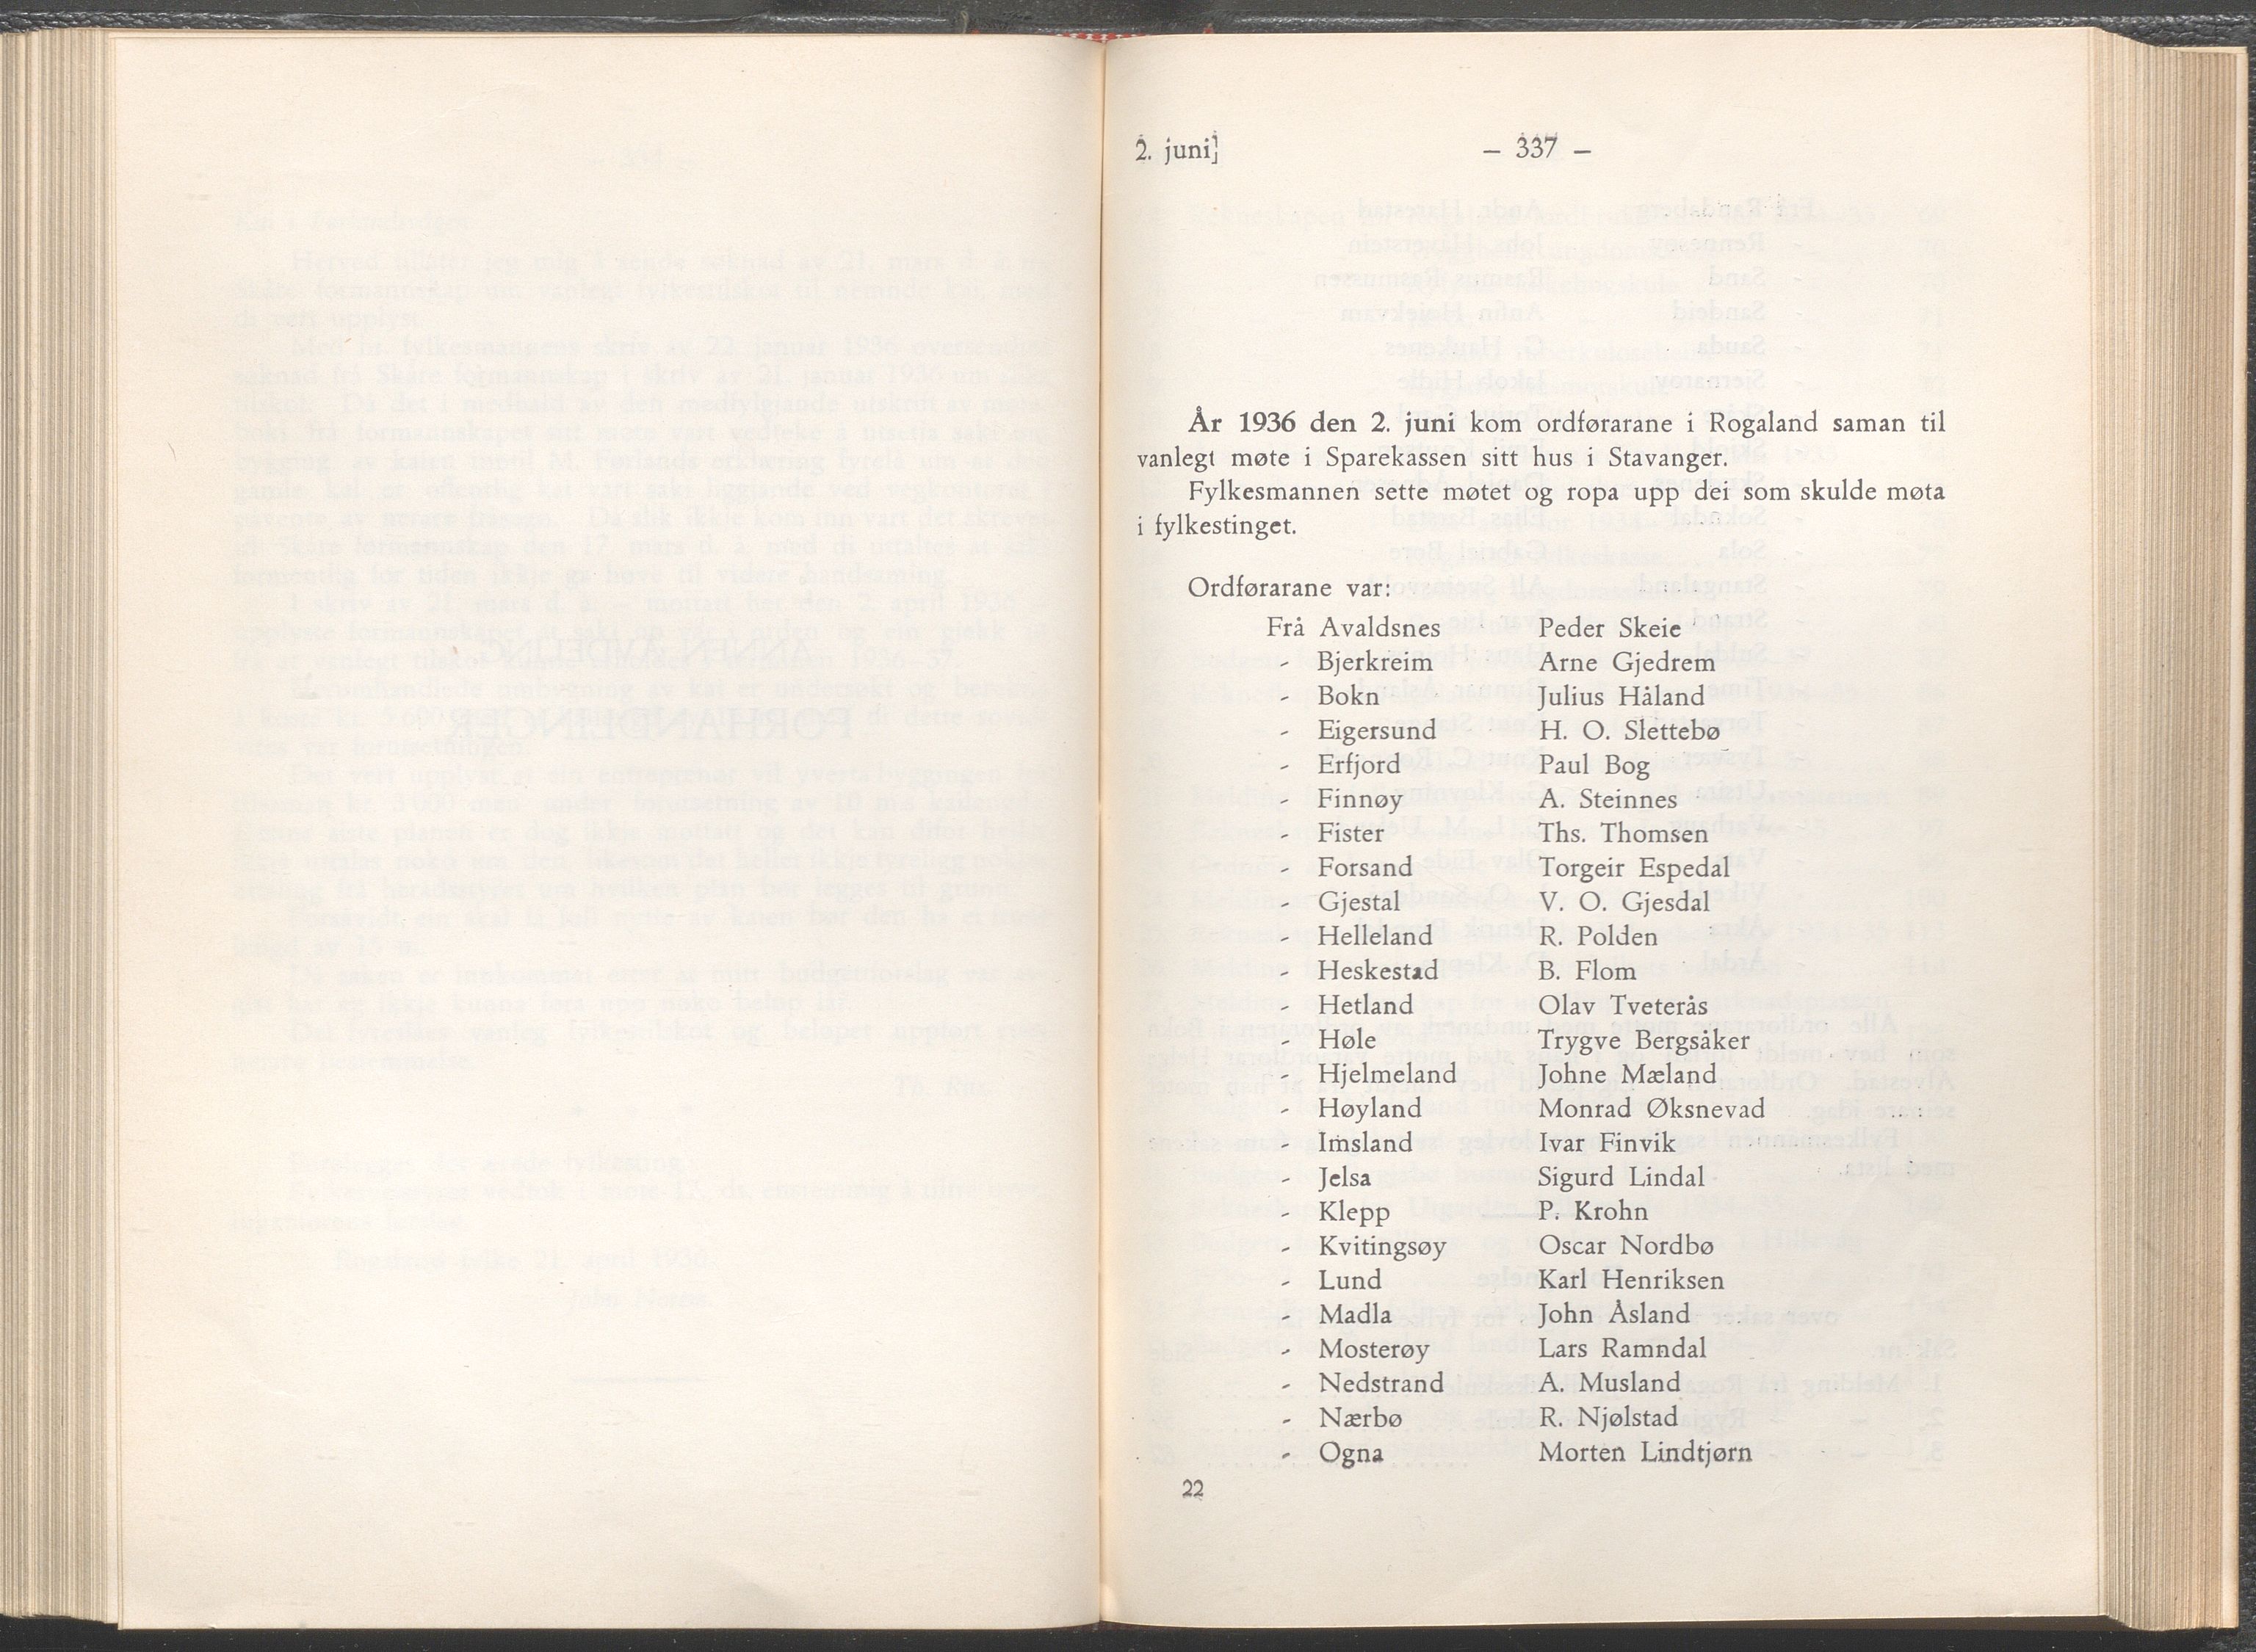 2. juni]
– 337 –
År 1936 den 2. juni kom ordførarane i Rogaland saman til
vanlegt møte i Sparekassen sitt hus i Stavanger.
Fylkesmannen sette møtet og ropa upp dei som skulde møta
i fylkestinget.
Ordførarane var:
Frå Avaldsnes Peder Skeie
- Bjerkreim Arne Gjedrem
- Bokn Julius Håland
- Eigersund H. O. Slettebø
- Erfjord Paul Bog
- Finnøy A. Steinnes
- Fister Ths. Thomsen
- Forsand Torgeir Espedal
- Gjestal V. O. Gjesdal
- Helleland R. Polden
- Heskestad B. Flom
- Hetland Olav Tveterås
- Høle Trygve Bergsåker
- Hjelmeland Johne Mæland
- Høyland Monrad Øksnevad
- Imsland Ivar Finvik
- Jelsa Sigurd Lindal
- Klepp P. Krohn
- Kvitingsøy Oscar Nordbø
- Lund Karl Henriksen
- Madla John Åsland
- Mosterøy Lars Ramndal
- Nedstrand A. Musland
- Nærbø R. Njølstad
- Ogna Morten Lindtjørn
22